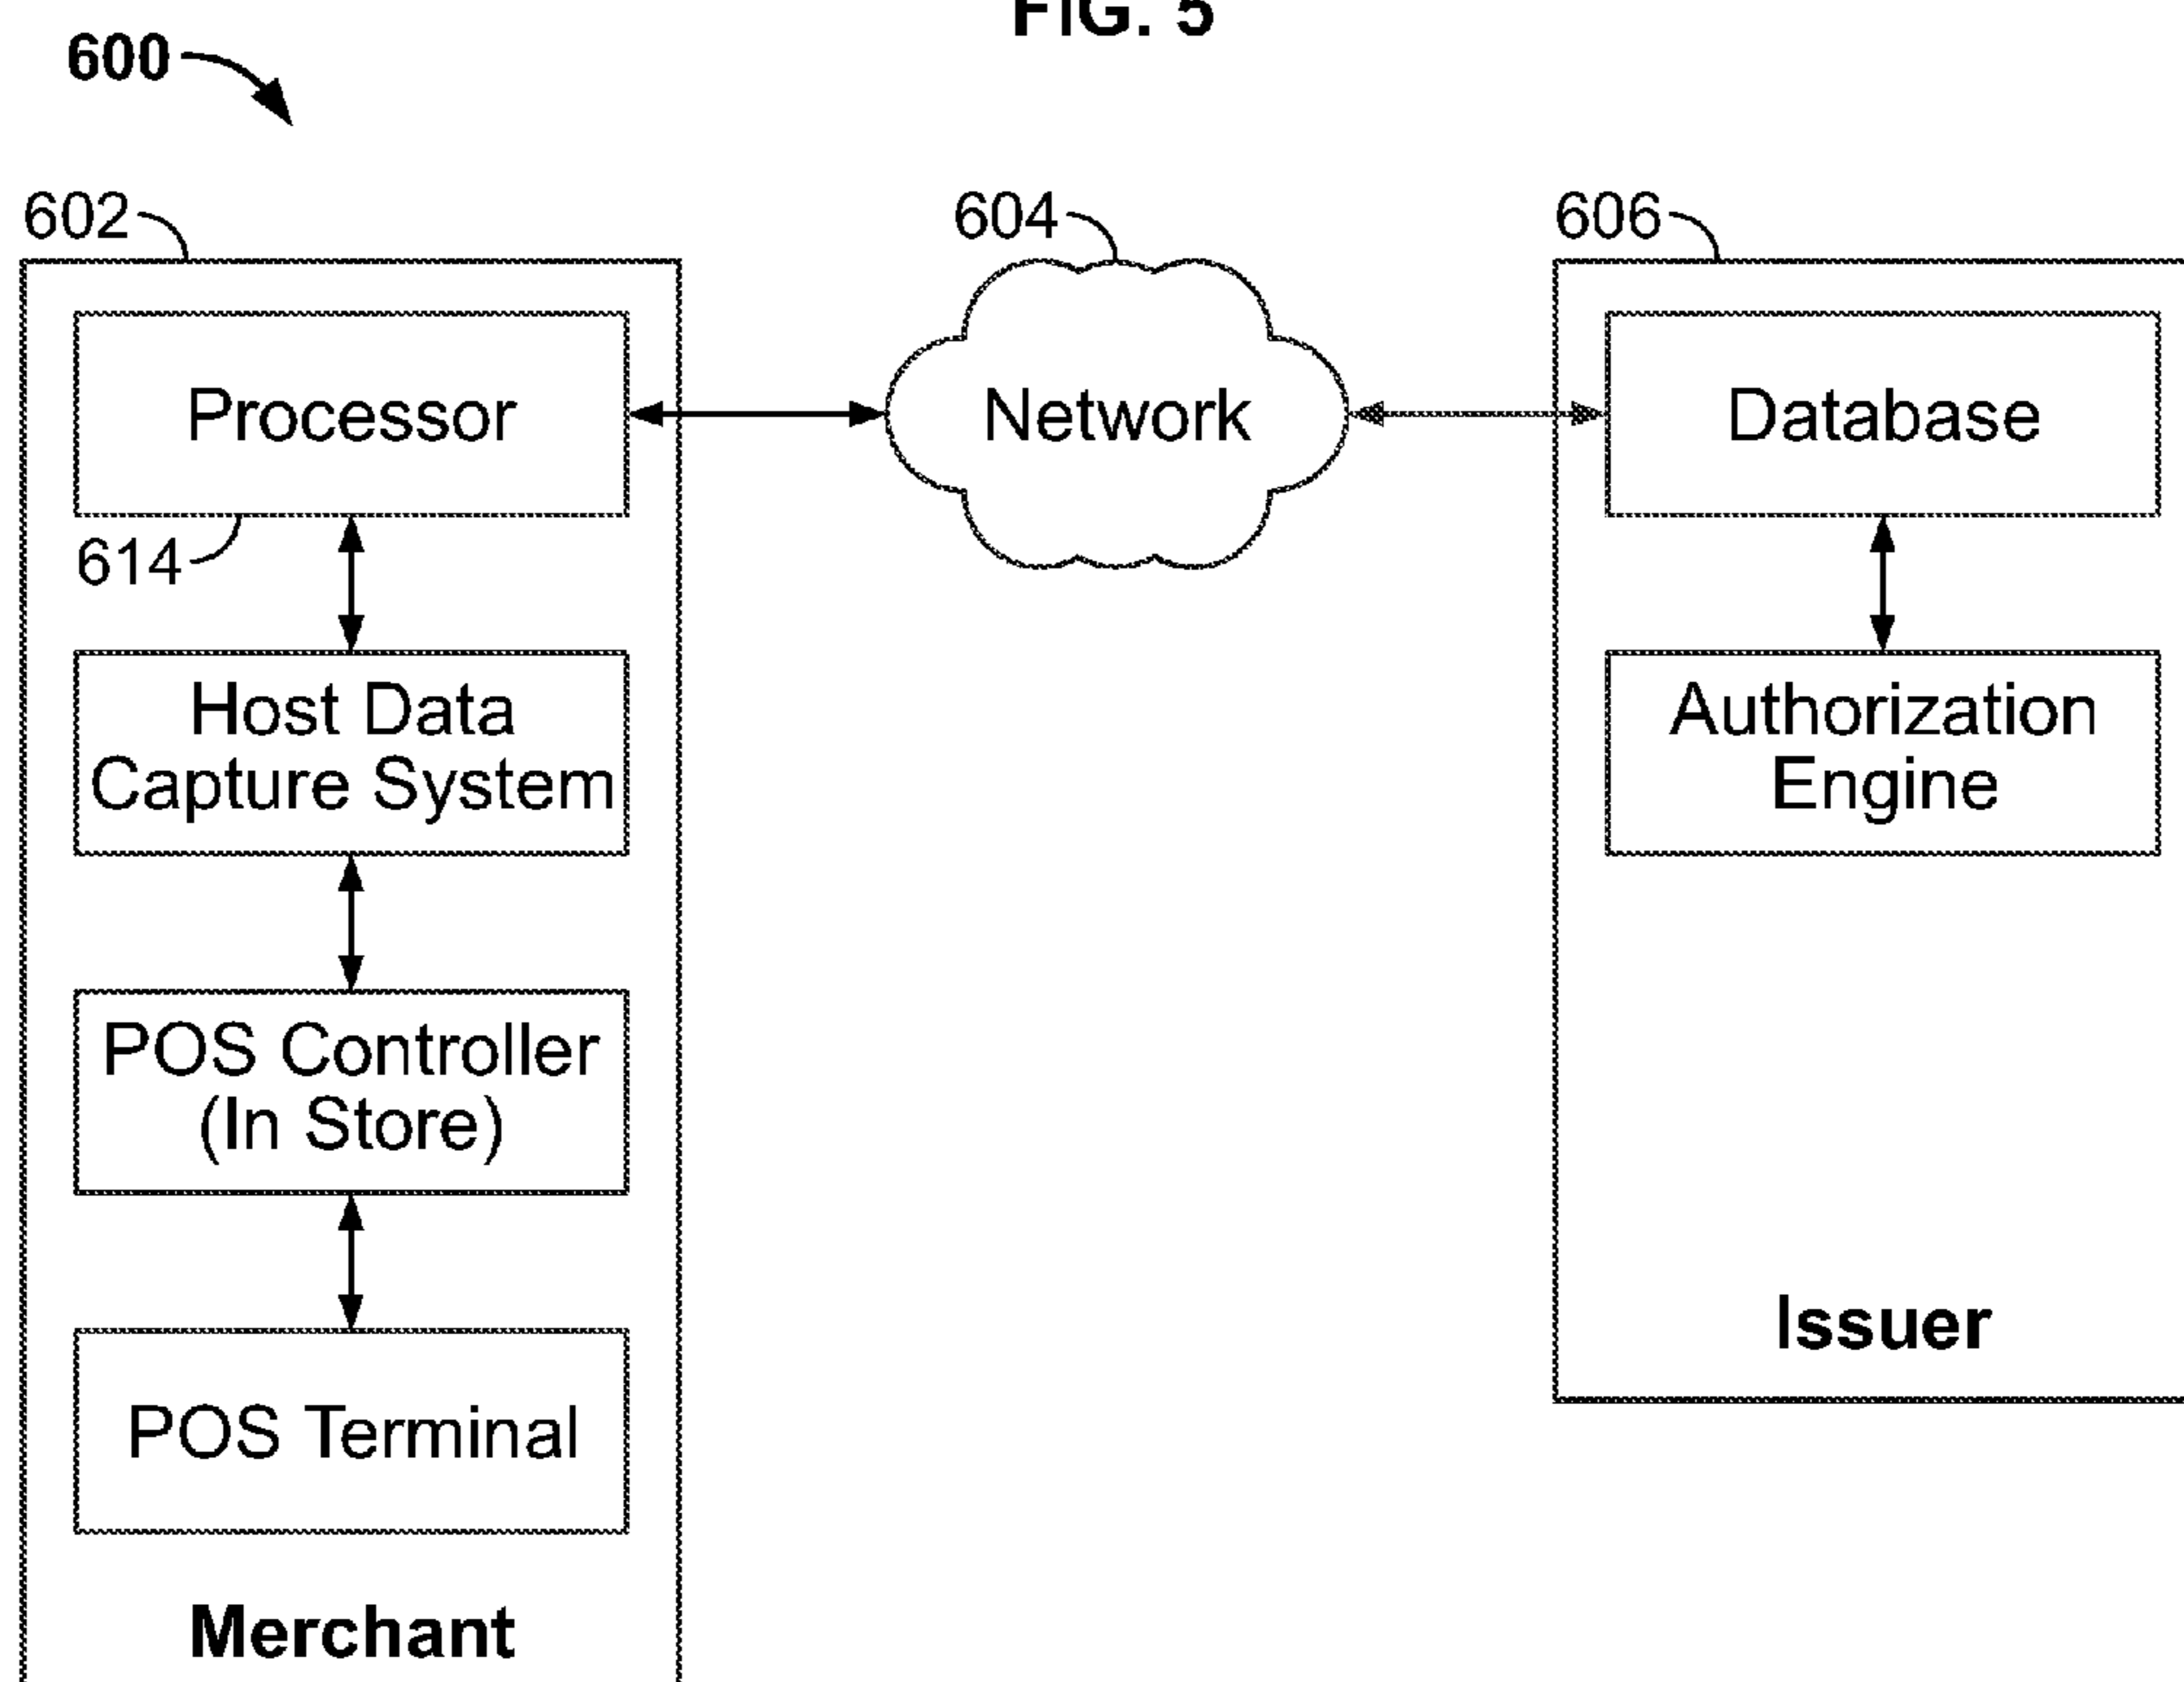 FIG. 5
600
602
604
606
Processor
Network
Database
614
Host Data
Capture System
Authorization
Engine
POS Controller
(In Store)
Issuer
POS Terminal
Merchant